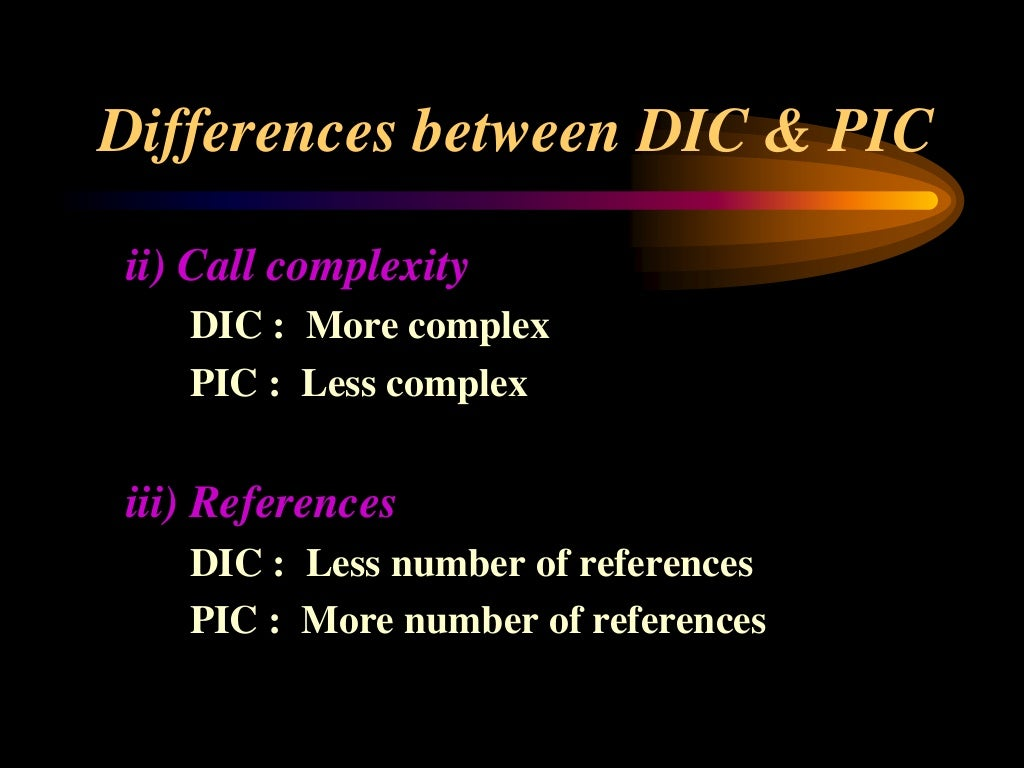 Differences between DIC & PIC
ii) Call complexity
DIC : More complex
PIC : Less complex
iii) References
DIC : Less number of references
PIC : More number of references